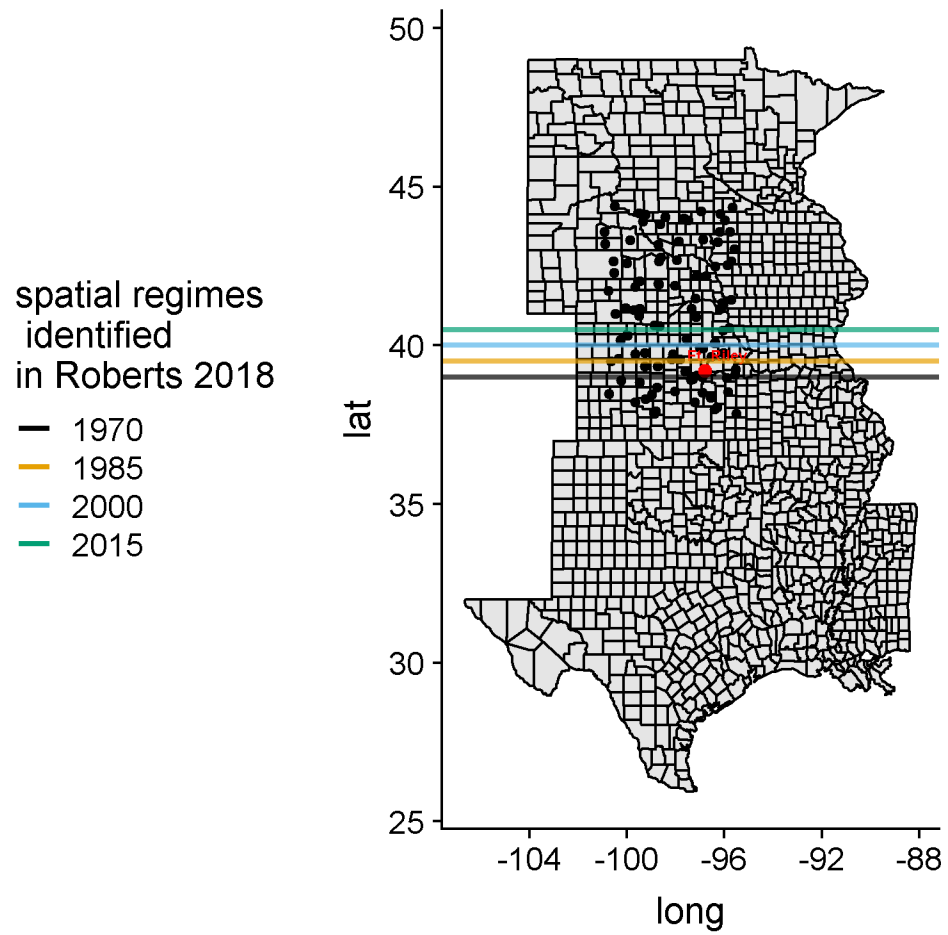 spatial regimes
identified
in Roberts 2018
1970
1985
2000
2015
lat
50
45
40
35
30
25
Ft. Riley
-104
-100
-96
-92
-88
long